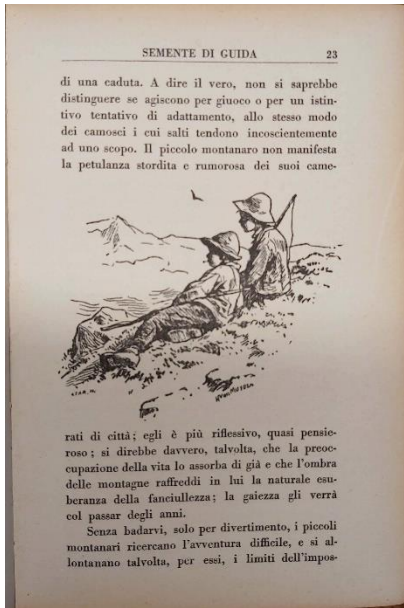 SEMENTE DI GUIDA 23
di una caduta. A dire il vero, non si saprebbe
distinguere se agiscono per giuoco o per un istin-
tivo tentativo di adattamento, allo stesso modo
dei camosci i cui salti tendono incoscientemente
ad uno scopo. Il piccolo montanaro non manifesta
la petulanza stordita e rumorosa dei suoi came-
rati di città; egli è più riflessivo, quasi pensie-
roso; si direbbe davvero, talvolta, che la preoc-
cupazione della vita lo assorba di già e che l'ombra
delle montagne raffreddi in lui la naturale esu-
beranza della fanciullezza; la gaiezza gli verrà
col passar degli anni.
Senza badarvi, solo per divertimento, i piccoli
montanari ricercano l'avventura difficile, e si al-
lontanano talvolta, per essi, i limiti dell'impos-